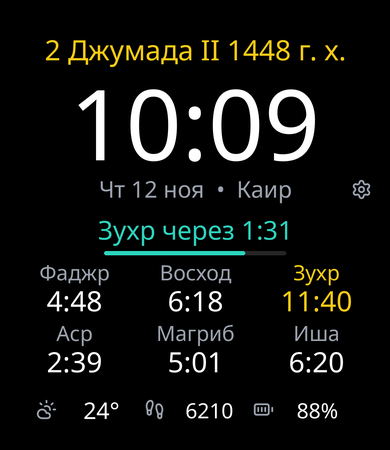 2 Джумада II 1448 г. х.
10:09
Чт 12 ноя • Каир
Зухр через 1:31
Фаджр Восход Зухр
4:48 6:18 11:40
Аср Магриб Иша
2:39 5:01 6:20
24° 6210 88%